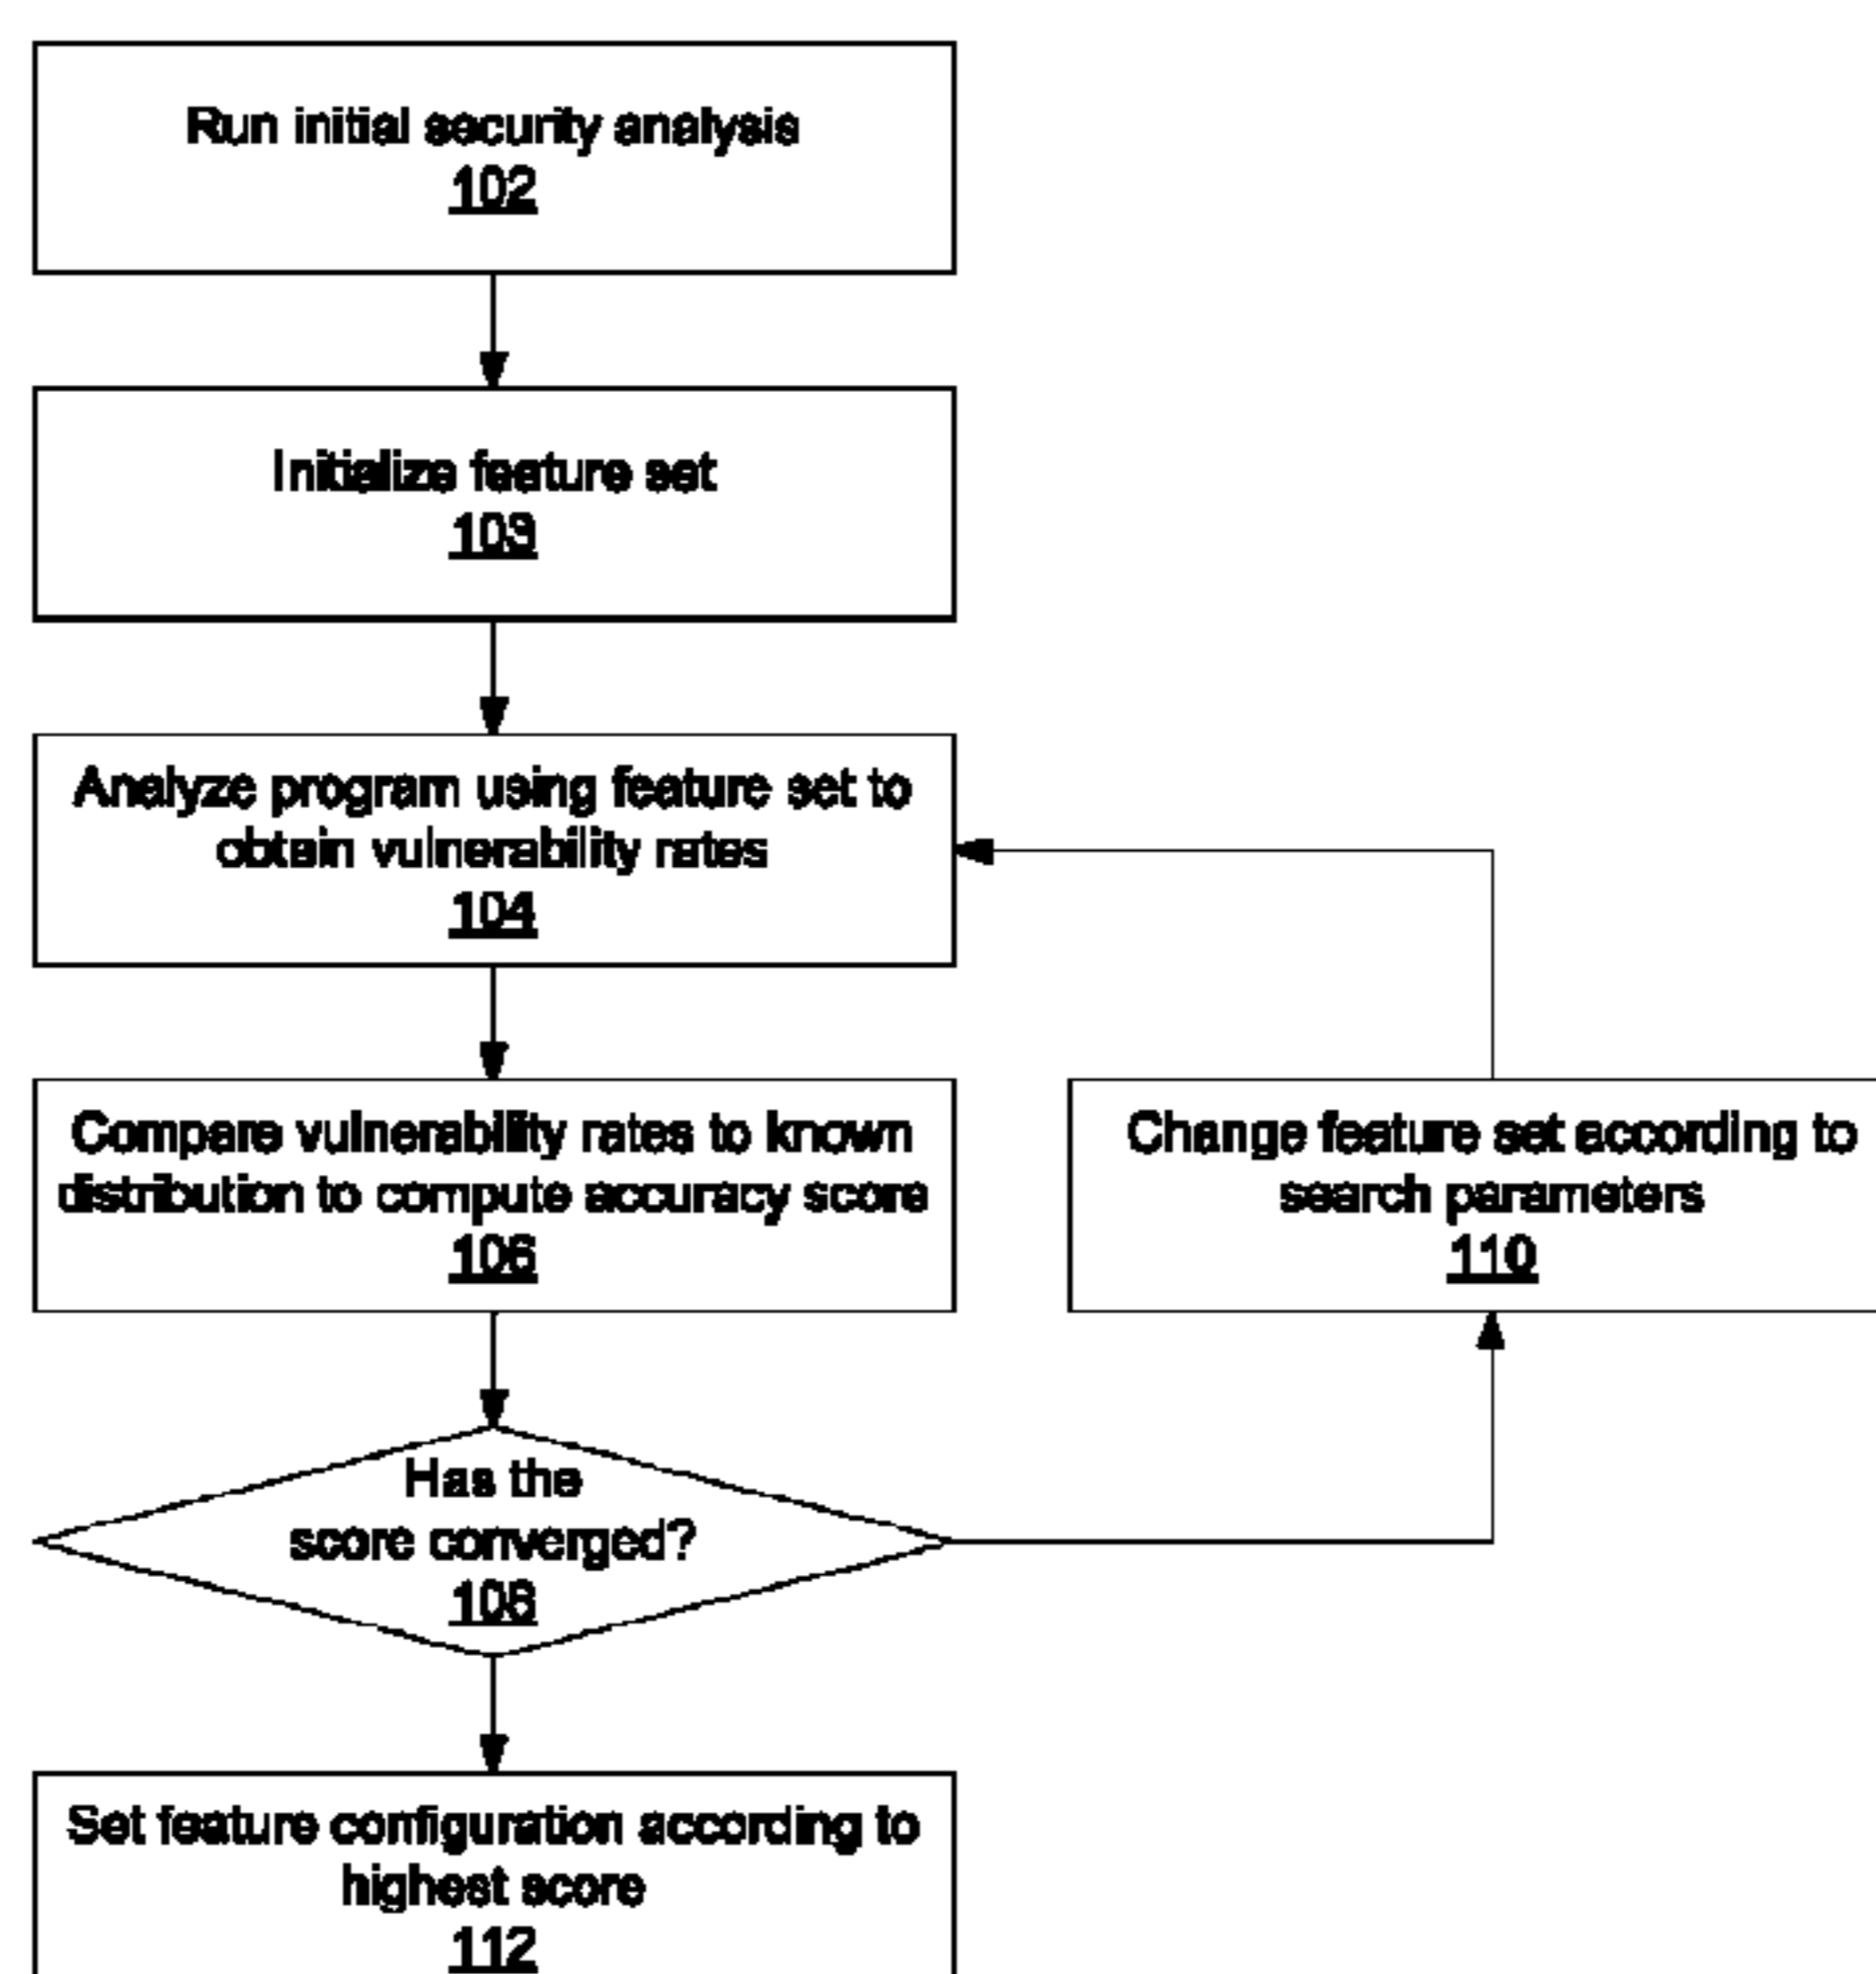 Run initial security analysis
102
Initialize feature set
103
Analyze program using feature set to
obtain vulnerability rates
104
Compare vulnerability rates to known
distribution to compute accuracy score
106
Change feature set according to
search parameters
110
Has the
score converged?
108
Set feature configuration according to
highest score
112